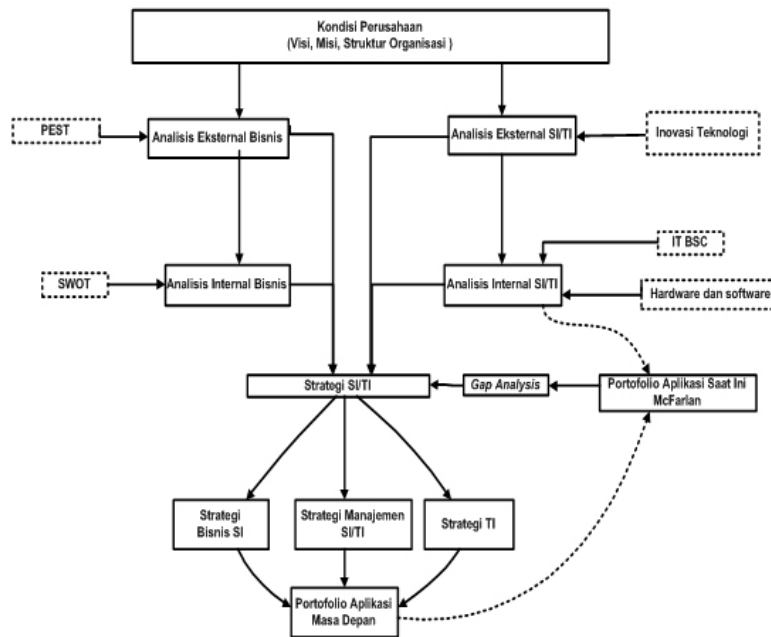 Kondisi Perusahaan
(Visi, Misi, Struktur Organisasi )
PEST
Analisis Eksternal Bisnis
Analisis Eksternal SI/TI
Inovasi Teknologi
IT BSC
SWOT
Analisis Internal Bisnis
Analisis Internal SI/TI
Hardware dan software
Strategi SI/TI
Gap Analysis
Portofolio Aplikasi Saat Ini
McFarlan
Strategi
Bisnis SI
Strategi Manajemen
SI/TI
Strategi TI
Portofolio Aplikasi
Masa Depan